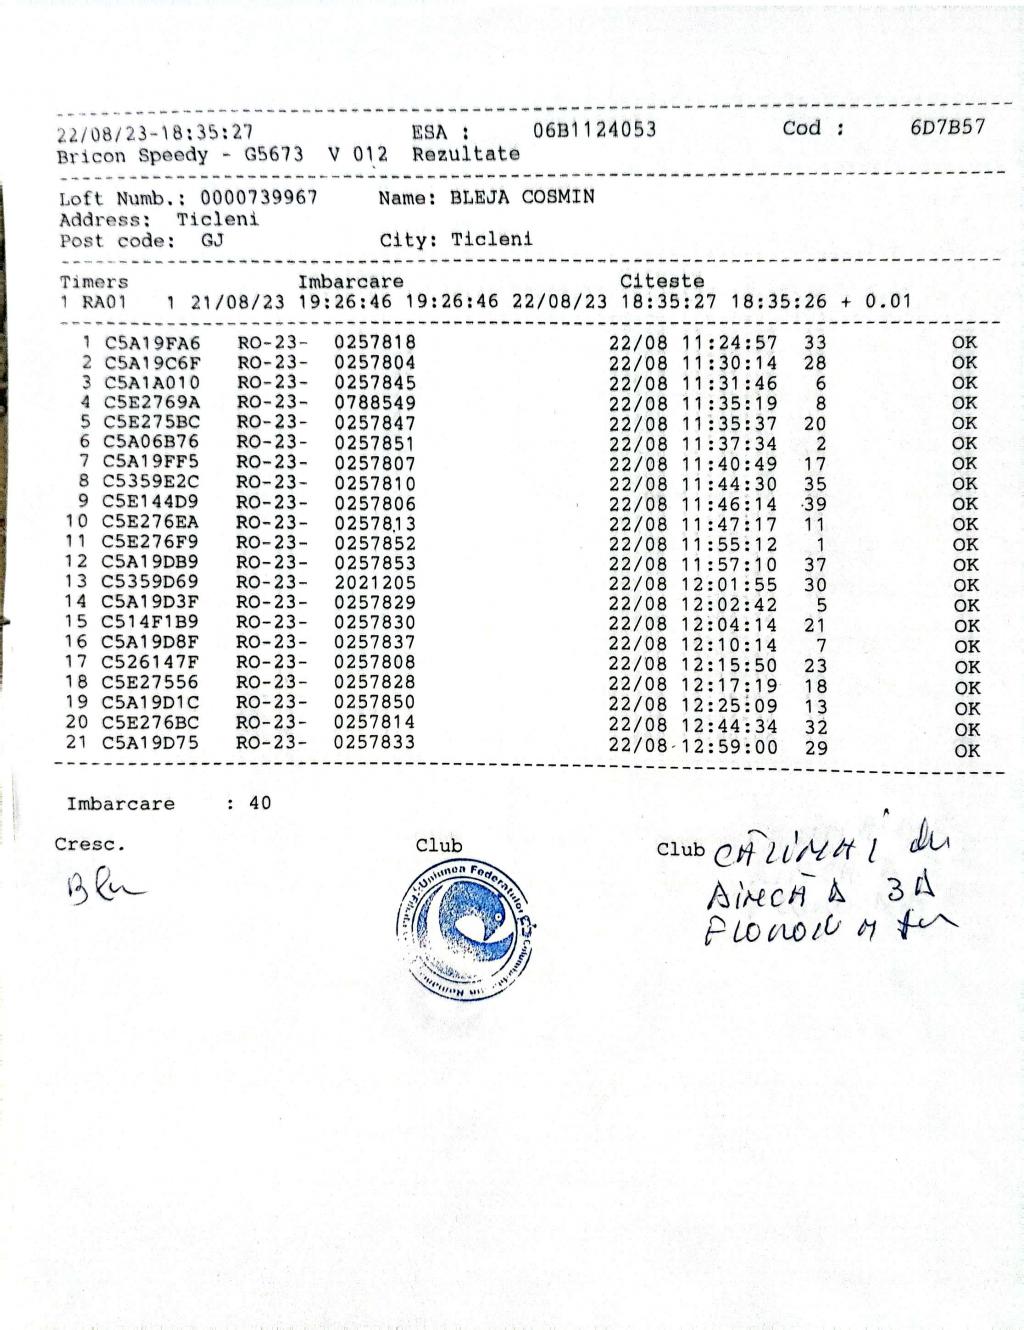 22/08/23-18:35:27 ESA : 06B1124053 Cod : 6D7B57
Bricon Speedy - G5673 V 012 Rezultate
Loft Numb.: 0000739967 Name: BLEJA COSMIN
Address: Ticleni
Post code: GJ City: Ticleni
Timers Imbarcare Citeste
1 RA01 1 21/08/23 19:26:46 19:26:46 22/08/23 18:35:27 18:35:26 + 0.01
1 C5A19FA6 RO-23- 0257818 22/08 11:24:57 33 OK
2 C5A19C6F RO-23- 0257804 22/08 11:30:14 28 OK
3 C5A1A010 RO-23- 0257845 22/08 11:31:46 6 OK
4 C5E2769A RO-23- 0788549 22/08 11:35:19 8 OK
5 C5E275BC RO-23- 0257847 22/08 11:35:37 20 OK
6 C5A06B76 RO-23- 0257851 22/08 11:37:34 2 OK
7 C5A19FF5 RO-23- 0257807 22/08 11:40:49 17 OK
8 C5359E2C RO-23- 0257810 22/08 11:44:30 35 OK
9 C5E144D9 RO-23- 0257806 22/08 11:46:14 39 OK
10 C5E276EA RO-23- 0257813 22/08 11:47:17 11 OK
11 C5E276F9 RO-23- 0257852 22/08 11:55:12 1 OK
12 C5A19DB9 RO-23- 0257853 22/08 11:57:10 37 OK
13 C5359D69 RO-23- 2021205 22/08 12:01:55 30 OK
14 C5A19D3F RO-23- 0257829 22/08 12:02:42 5 OK
15 C514F1B9 RO-23- 0257830 22/08 12:04:14 21 OK
16 C5A19D8F RO-23- 0257837 22/08 12:10:14 7 OK
17 C526147F RO-23- 0257808 22/08 12:15:50 23 OK
18 C5E27556 RO-23- 0257828 22/08 12:17:19 18 OK
19 C5A19D1C RO-23- 0257850 22/08 12:25:09 13 OK
20 C5E276BC RO-23- 0257814 22/08 12:44:34 32 OK
21 C5A19D75 RO-23- 0257833 22/08 12:59:00 29 OK
Imbarcare : 40
Cresc. Club Club
Uniunea Federatiilor